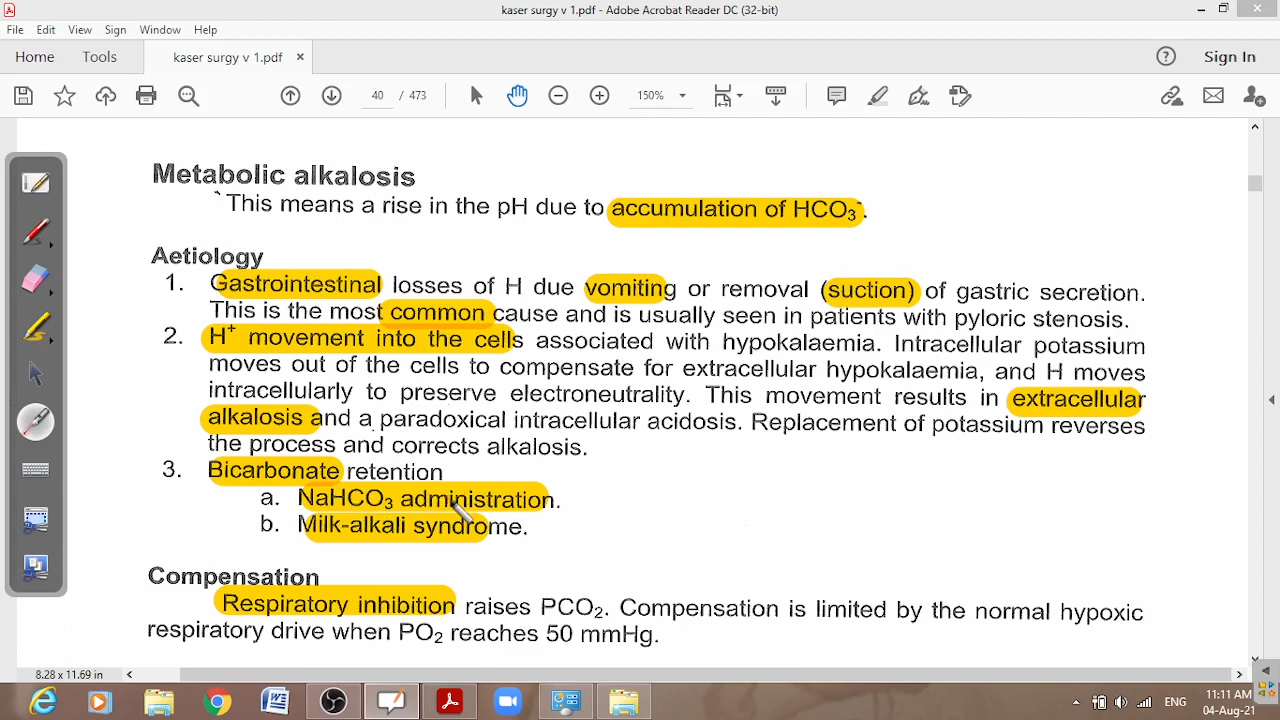 kaser surgy v 1.pdf - Adobe Acrobat Reader DC (32-bit)
File Edit View Sign Window Help
Home Tools kaser surgy v 1.pdf × Sign In
40 / 473 150%
Metabolic alkalosis
This means a rise in the pH due to accumulation of HCO₃⁻.
Aetiology
1. Gastrointestinal losses of H due vomiting or removal (suction) of gastric secretion.
This is the most common cause and is usually seen in patients with pyloric stenosis.
2. H⁺ movement into the cells associated with hypokalaemia. Intracellular potassium
moves out of the cells to compensate for extracellular hypokalaemia, and H moves
intracellularly to preserve electroneutrality. This movement results in extracellular
alkalosis and a paradoxical intracellular acidosis. Replacement of potassium reverses
the process and corrects alkalosis.
3. Bicarbonate retention
a. NaHCO₃ administration.
b. Milk-alkali syndrome.
Compensation
Respiratory inhibition raises PCO₂. Compensation is limited by the normal hypoxic
respiratory drive when PO₂ reaches 50 mmHg.
8.28 x 11.69 in
ENG
11:11 AM
04-Aug-21